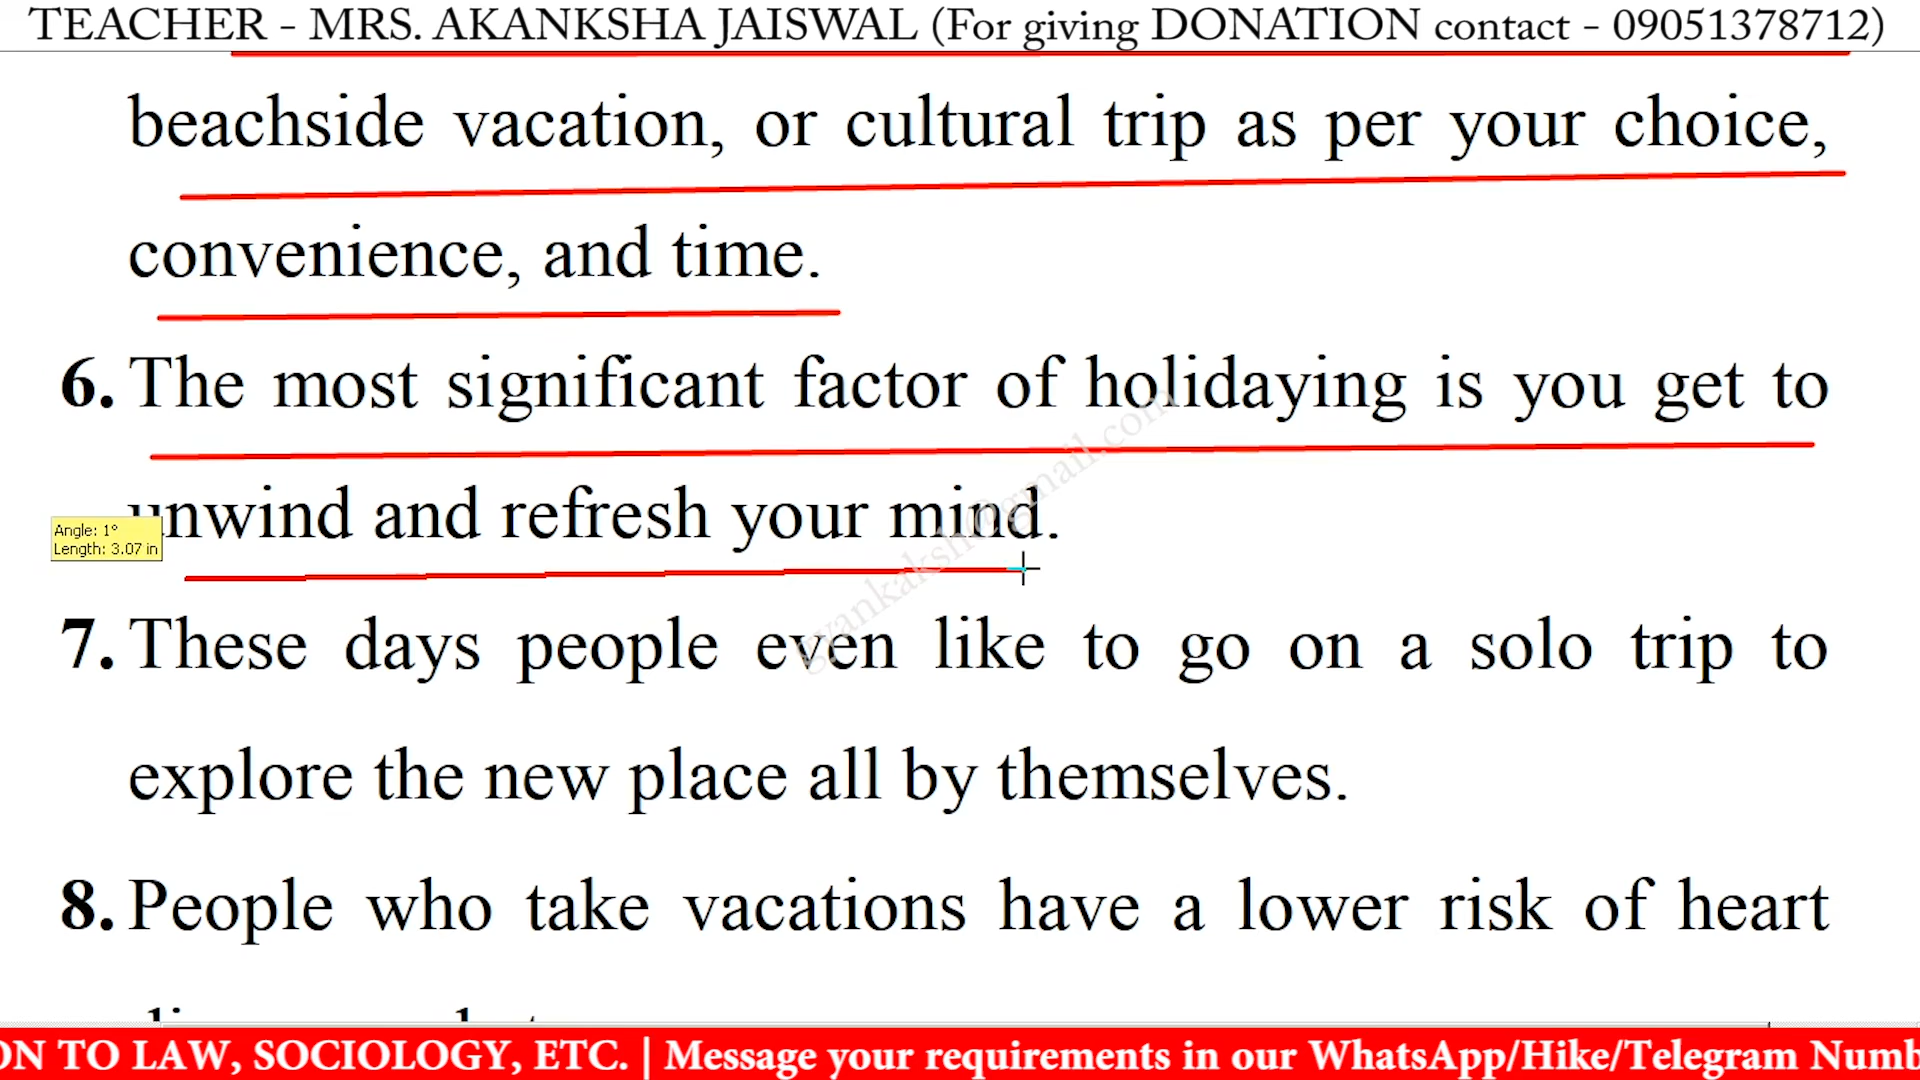 TEACHER - MRS. AKANKSHA JAISWAL (For giving DONATION contact - 09051378712)
beachside vacation, or cultural trip as per your choice,
convenience, and time.
6. The most significant factor of holidaying is you get to
unwind and refresh your mind.
Angle: 1°
Length: 3.07 in
gyankaksh@gmail.com
7. These days people even like to go on a solo trip to
explore the new place all by themselves.
8. People who take vacations have a lower risk of heart
ON TO LAW, SOCIOLOGY, ETC. | Message your requirements in our WhatsApp/Hike/Telegram Numb